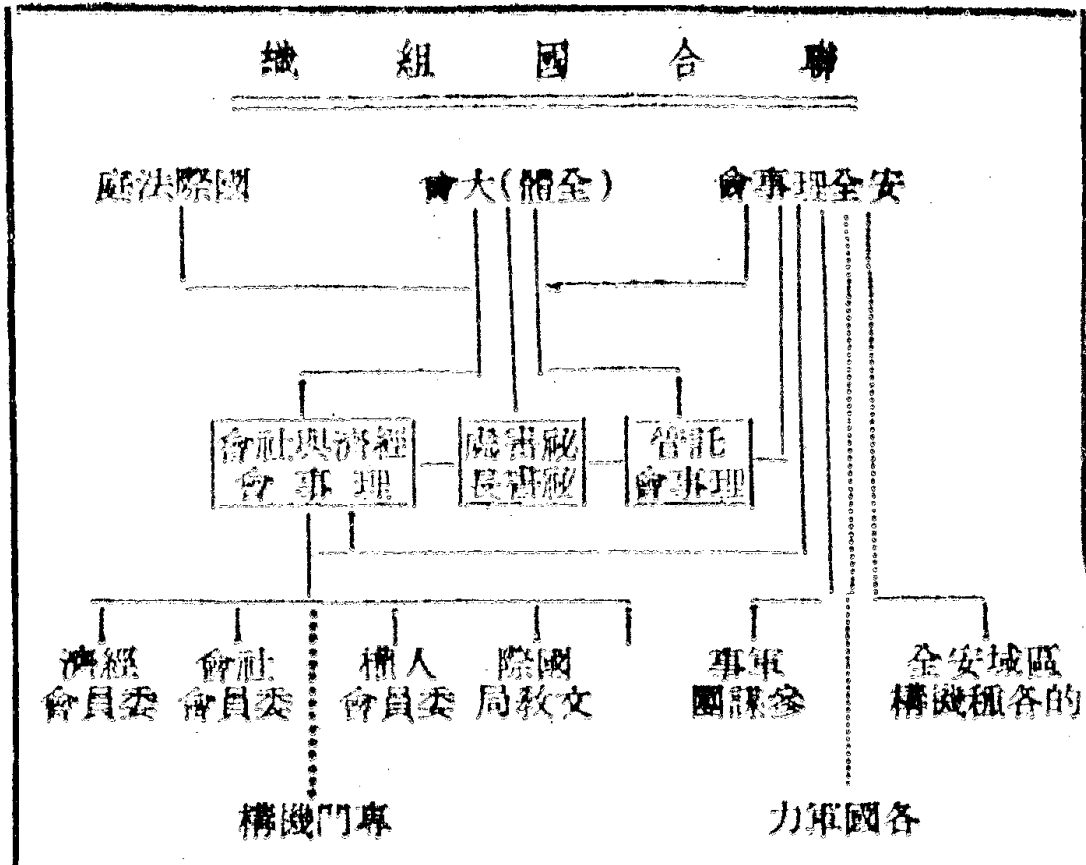 聯合國組織
安全理事會
(全體)大會
國際法庭
託管
理事會
祕書處
祕書長
經濟與社會
理事會
區域安全
的各種機構
軍事
參謀團
國際
文教局
人權
委員會
社會
委員會
經濟
委員會
各國軍力
專門機構